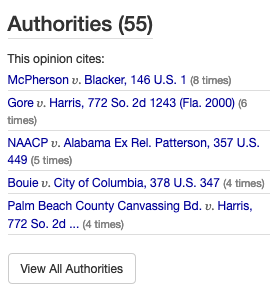 Authorities (55)
This opinion cites:
McPherson v. Blacker, 146 U.S. 1 (8 times)
Gore v. Harris, 772 So. 2d 1243 (Fla. 2000) (6
times)
NAACP v. Alabama Ex Rel. Patterson, 357 U.S.
449 (5 times)
Bouie v. City of Columbia, 378 U.S. 347 (4 times)
Palm Beach County Canvassing Bd. v. Harris,
772 So. 2d ... (4 times)
View All Authorities